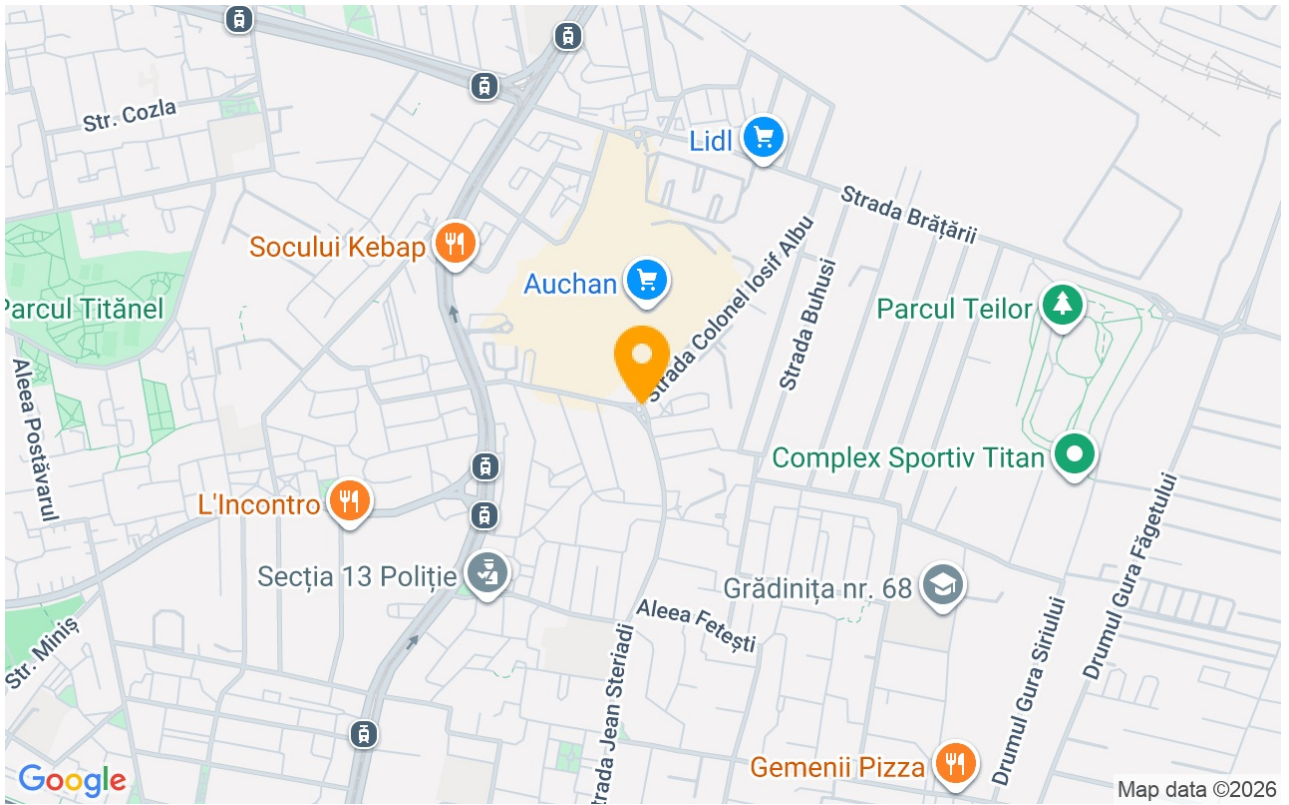 Str. Cozla
Lidl
Strada Brățării
Socului Kebap
Strada Colonel Iosif Albu
Auchan
Strada Buhusi
Parcul Teilor
Parcul Titănel
Aleea Postăvarul
Complex Sportiv Titan
L'Incontro
Drumul Gura Făgetului
Secția 13 Poliție
Grădinița nr. 68
Aleea Fetești
Str. Miniș
Drumul Gura Siriului
trada Jean Steriadi
Gemenii Pizza
Google
Map data ©2026